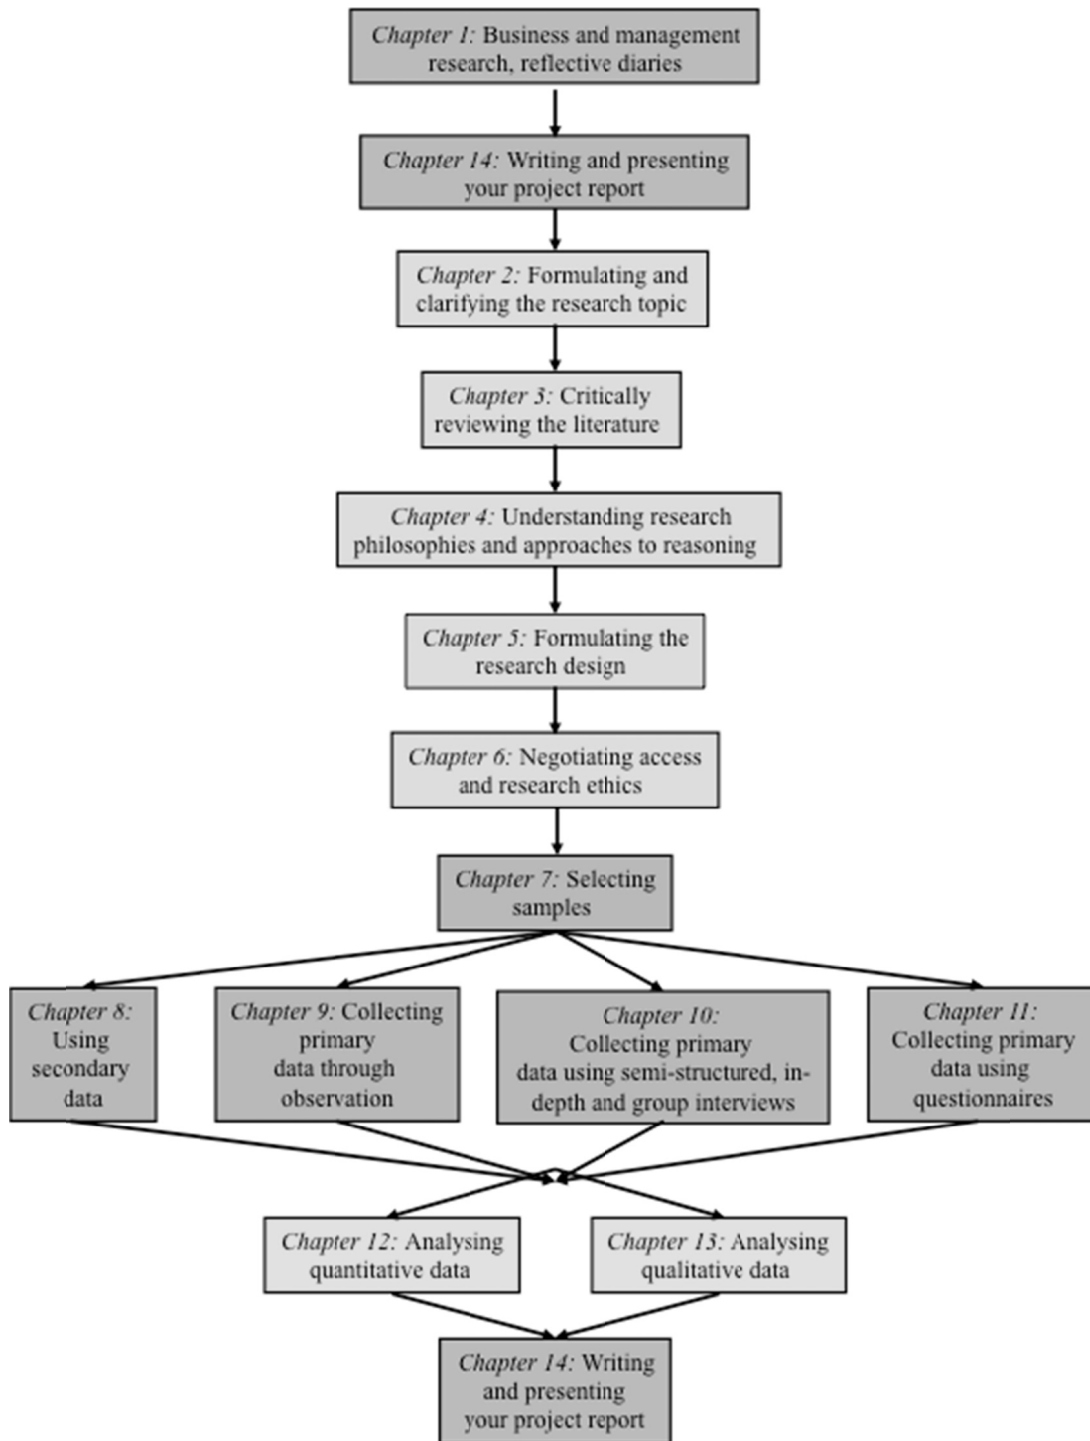 Chapter 1: Business and management
research, reflective diaries
Chapter 14: Writing and presenting
your project report
Chapter 2: Formulating and
clarifying the research topic
Chapter 3: Critically
reviewing the literature
Chapter 4: Understanding research
philosophies and approaches to reasoning
Chapter 5: Formulating the
research design
Chapter 6: Negotiating access
and research ethics
Chapter 7: Selecting
samples
Chapter 8:
Using
secondary
data
Chapter 9: Collecting
primary
data through
observation
Chapter 10:
Collecting primary
data using semi-structured, in-
depth and group interviews
Chapter 11:
Collecting primary
data using
questionnaires
Chapter 12: Analysing
quantitative data
Chapter 13: Analysing
qualitative data
Chapter 14: Writing
and presenting
your project report